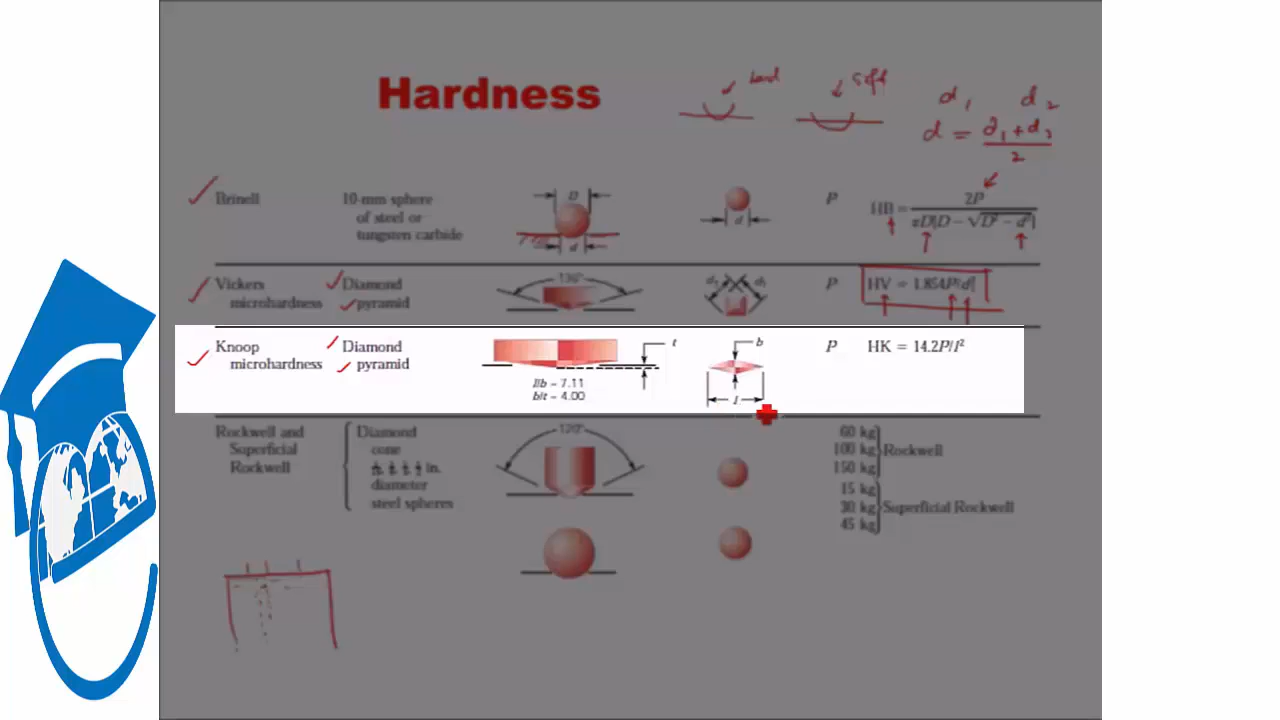 Hardness
hard
soft
d₁ d₂
d = d₁ + d₂
2
Brinell
10-mm sphere
of steel or
tungsten carbide
D
d
d
P
HB =
2P
πD[D − √D² − d²]
Vickers
microhardness
Diamond
pyramid
136°
d₁ d₁
P
HV = 1.854P/d₁²
Knoop
microhardness
Diamond
pyramid
t
l/b = 7.11
b/t = 4.00
b
l
P
HK = 14.2P/l²
Rockwell and
Superficial
Rockwell
Diamond
cone
in.
diameter
steel spheres
120°
60 kg
100 kg
150 kg
Rockwell
15 kg
30 kg
45 kg
Superficial Rockwell